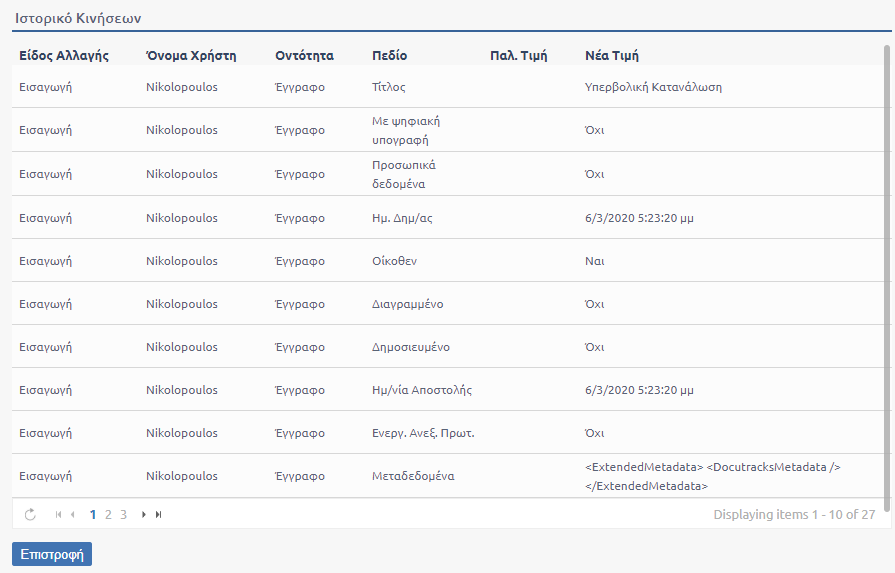 Ιστορικό Κινήσεων
Είδος Αλλαγής Όνομα Χρήστη Οντότητα Πεδίο Παλ. Τιμή Νέα Τιμή
Εισαγωγή Nikolopoulos Έγγραφο Τίτλος Υπερβολική Κατανάλωση
Εισαγωγή Nikolopoulos Έγγραφο Με ψηφιακή υπογραφή Όχι
Εισαγωγή Nikolopoulos Έγγραφο Προσωπικά δεδομένα Όχι
Εισαγωγή Nikolopoulos Έγγραφο Ημ. Δημ/ας 6/3/2020 5:23:20 μμ
Εισαγωγή Nikolopoulos Έγγραφο Οίκοθεν Ναι
Εισαγωγή Nikolopoulos Έγγραφο Διαγραμμένο Όχι
Εισαγωγή Nikolopoulos Έγγραφο Δημοσιευμένο Όχι
Εισαγωγή Nikolopoulos Έγγραφο Ημ/νία Αποστολής 6/3/2020 5:23:20 μμ
Εισαγωγή Nikolopoulos Έγγραφο Ενεργ. Ανεξ. Πρωτ. Όχι
Εισαγωγή Nikolopoulos Έγγραφο Μεταδεδομένα <ExtendedMetadata> <DocutracksMetadata />
</ExtendedMetadata>
1 2 3 Displaying items 1 - 10 of 27
Επιστροφή